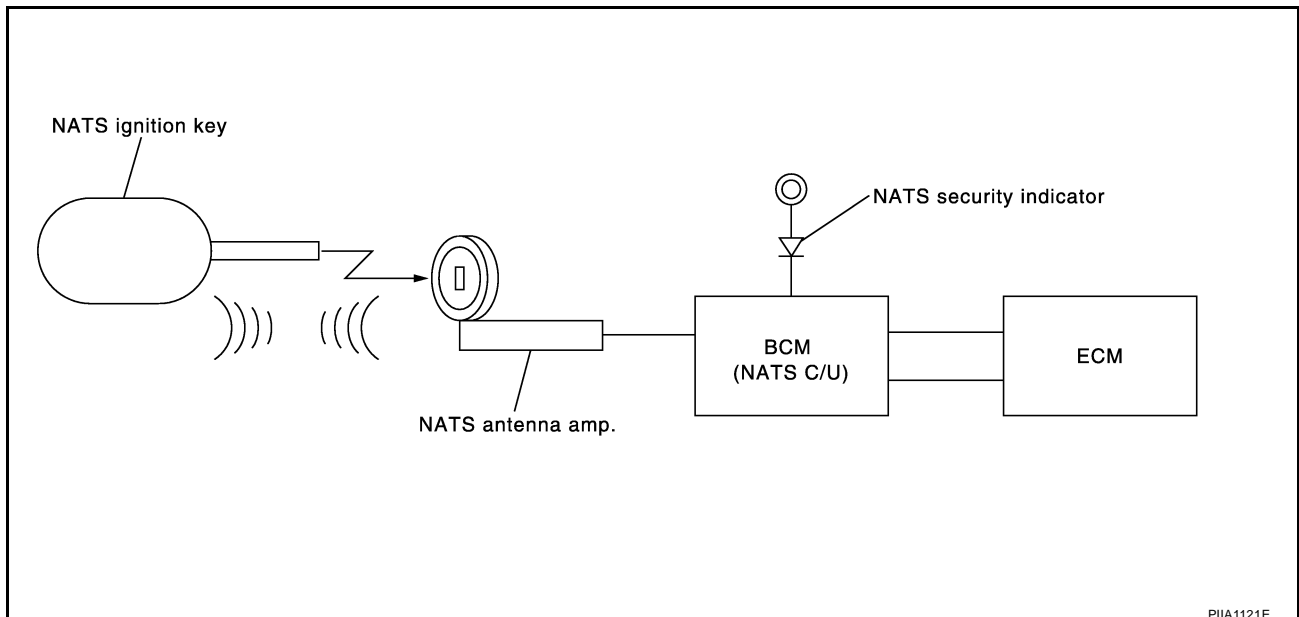 NATS ignition key
NATS security indicator
BCM
(NATS C/U)
ECM
NATS antenna amp.
PIIA1121E